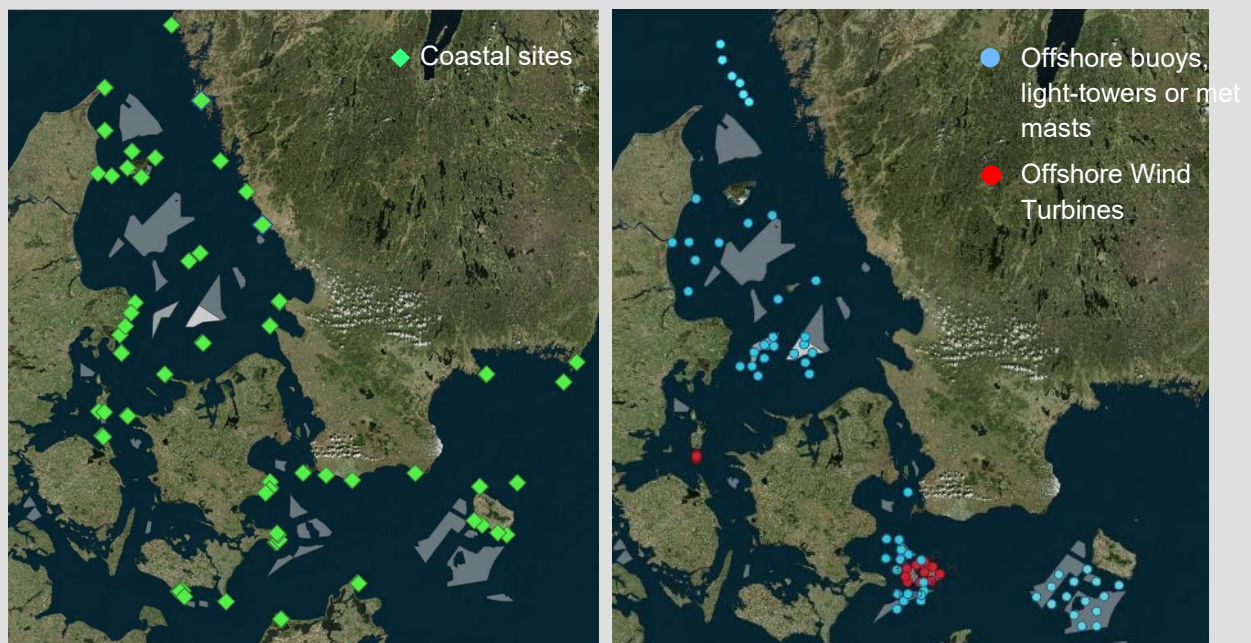 Coastal sites
Offshore buoys,
light-towers or met
masts
Offshore Wind
Turbines